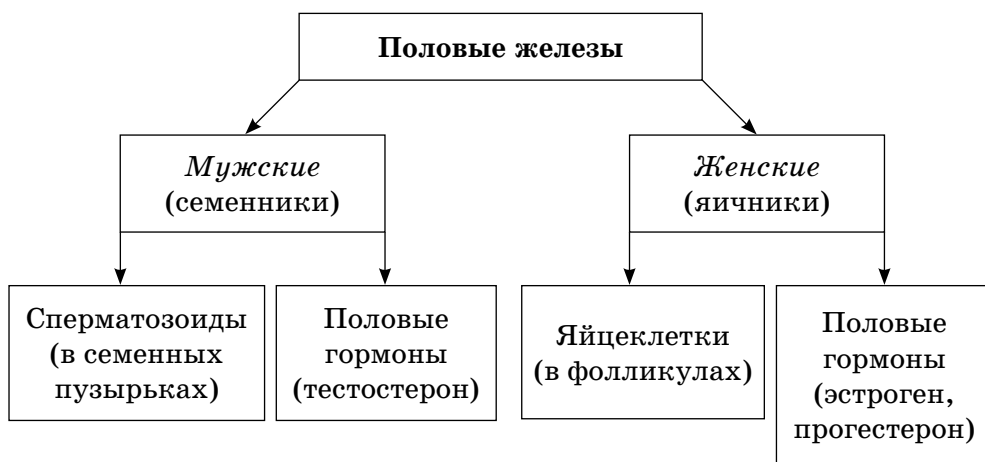 Половые железы
Мужские
(семенники)
Женские
(яичники)
Сперматозоиды
(в семенных
пузырьках)
Половые
гормоны
(тестостерон)
Яйцеклетки
(в фолликулах)
Половые
гормоны
(эстроген,
прогестерон)